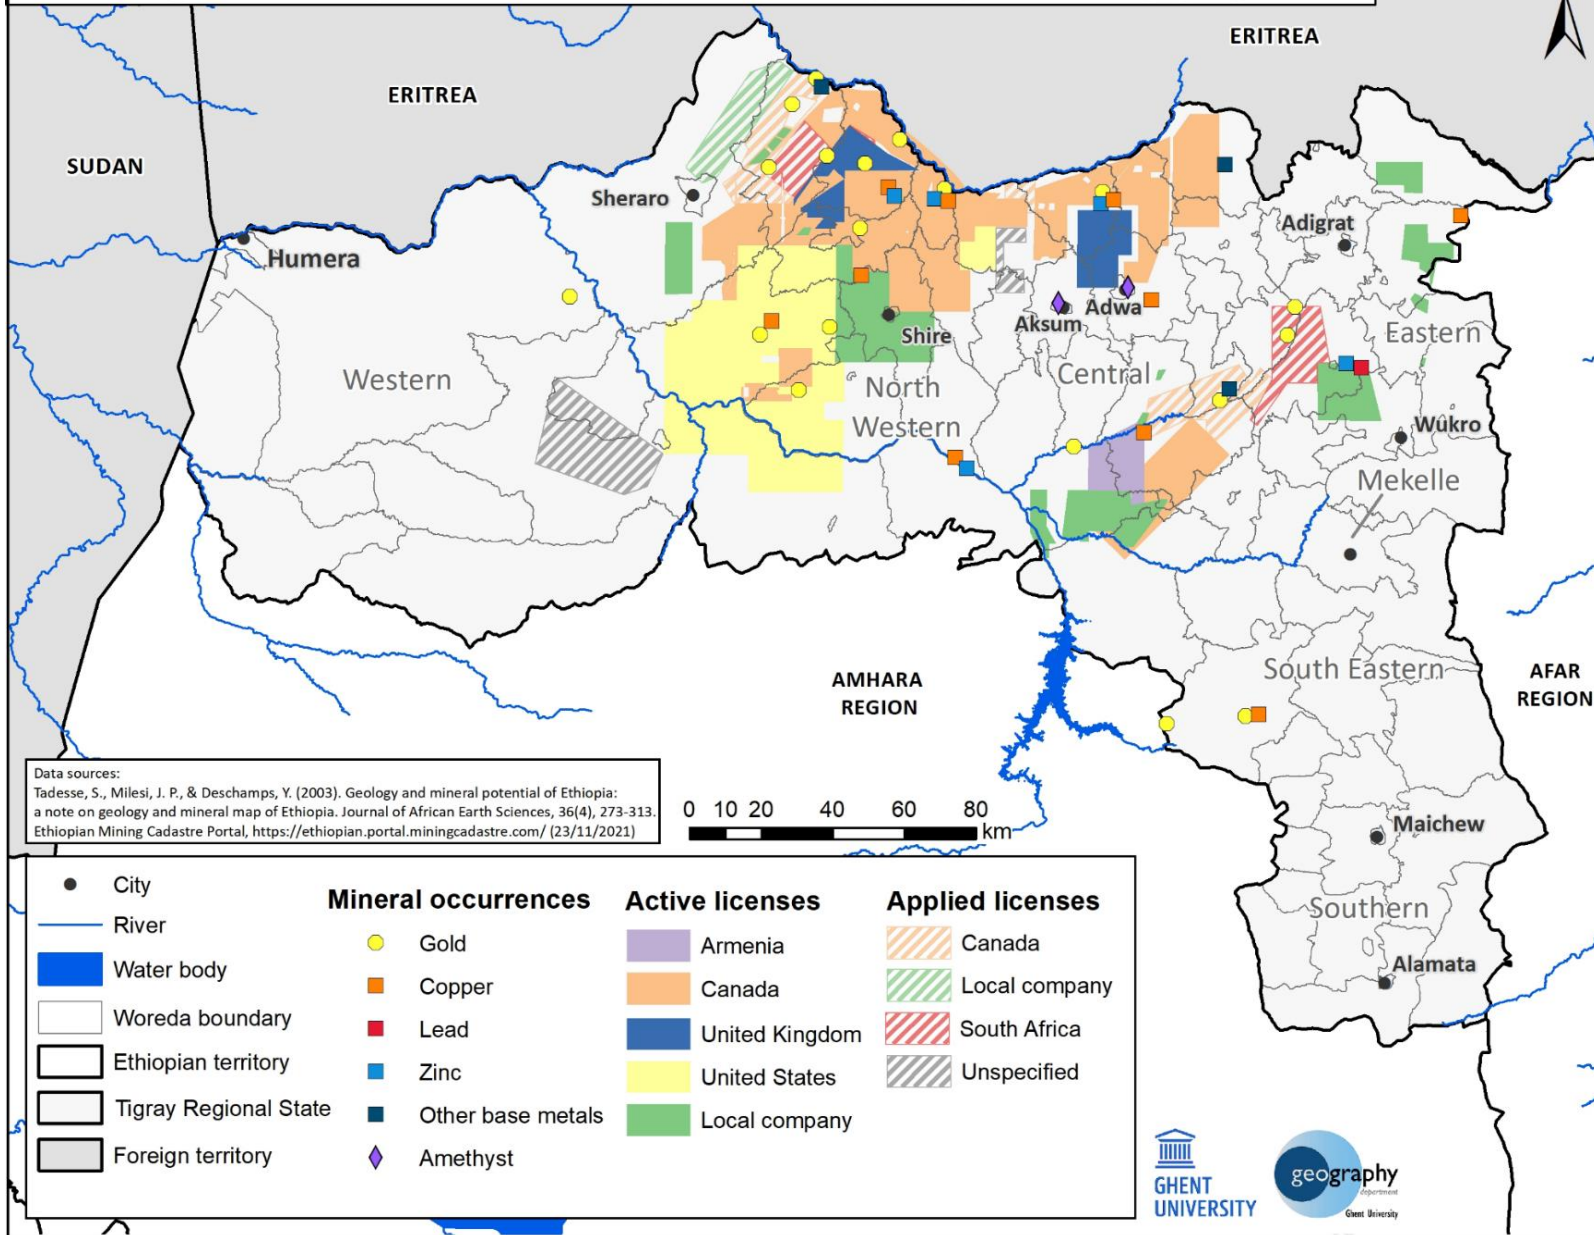 ERITREA
ERITREA
SUDAN
Sheraro
Adigrat
Humera
Adwa
Aksum
Shire
Eastern
Western
Central
North
Western
Wukro
Mekelle
South Eastern
AMHARA
REGION
AFAR
REGION
Data sources:
Tadesse, S., Milesi, J. P., & Deschamps, Y. (2003). Geology and mineral potential of Ethiopia:
a note on geology and mineral map of Ethiopia. Journal of African Earth Sciences, 36(4), 273-313.
Ethiopian Mining Cadastre Portal, https://ethiopian.portal.miningcadastre.com/ (23/11/2021)
0 10 20 40 60 80
km
Maichew
Southern
Alamata
City
River
Water body
Woreda boundary
Ethiopian territory
Tigray Regional State
Foreign territory
Mineral occurrences
Gold
Copper
Lead
Zinc
Other base metals
Amethyst
Active licenses
Armenia
Canada
United Kingdom
United States
Local company
Applied licenses
Canada
Local company
South Africa
Unspecified
GHENT
UNIVERSITY
geography
department
Ghent University